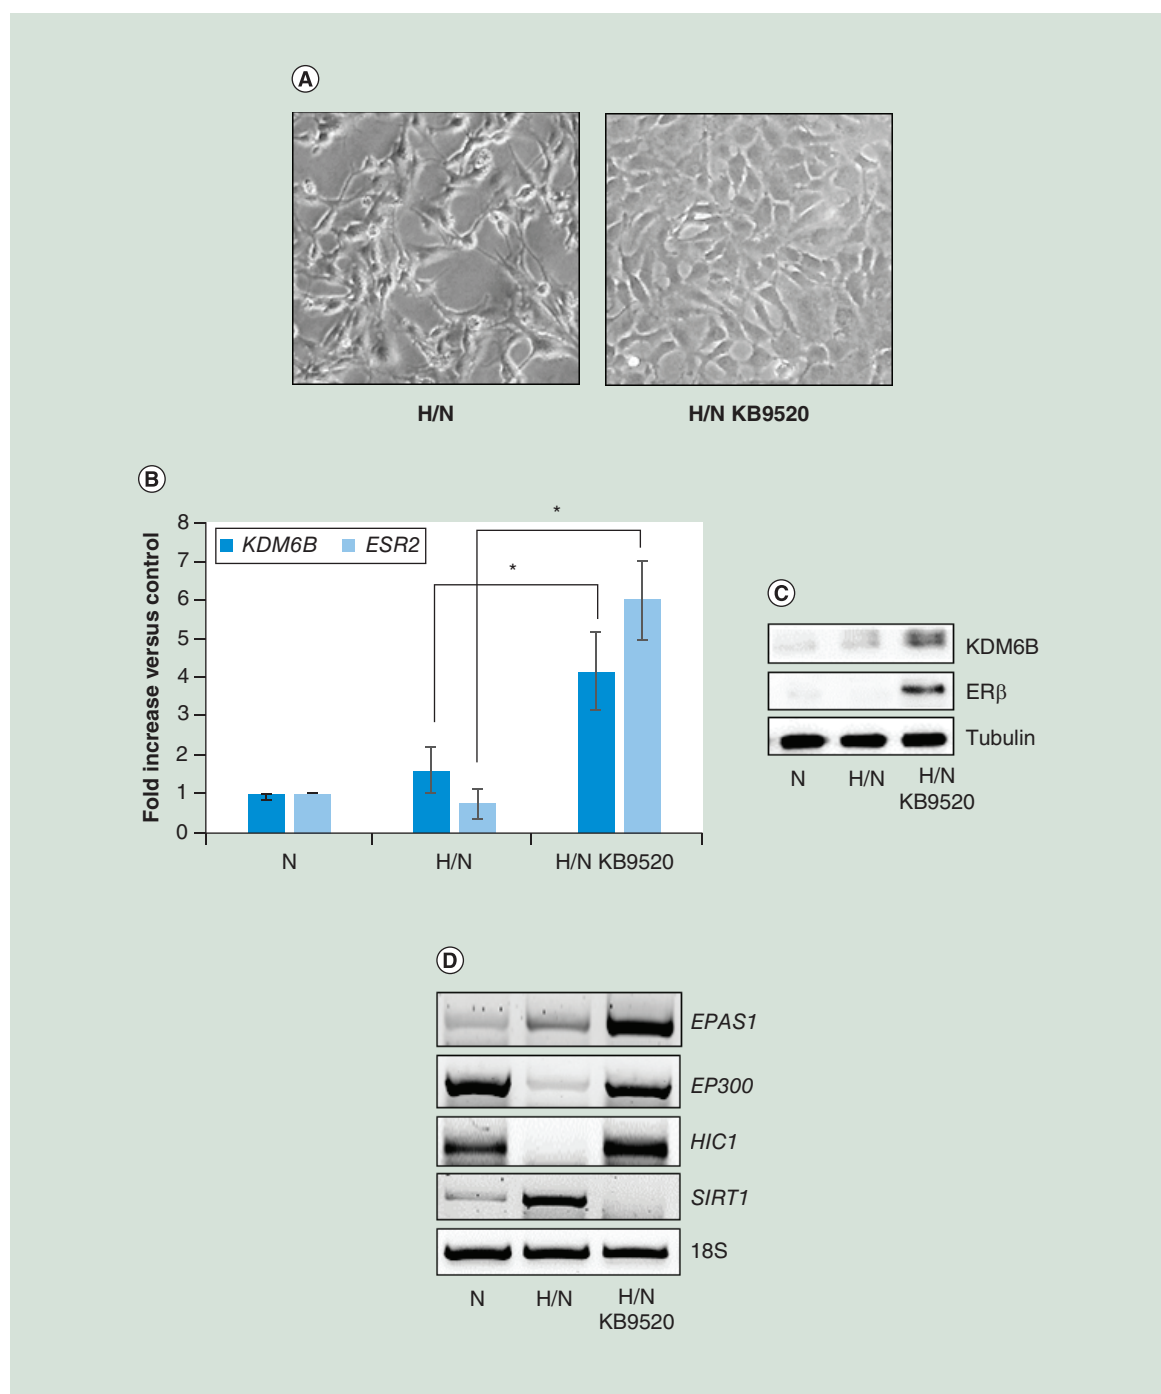 A
H/N
H/N KB9520
B
Fold increase versus control
8
7
6
5
4
3
2
1
0
KDM6B
ESR2
*
*
N
H/N
H/N KB9520
C
KDM6B
ERβ
Tubulin
N
H/N
H/N
KB9520
D
EPAS1
EP300
HIC1
SIRT1
18S
N
H/N
H/N
KB9520